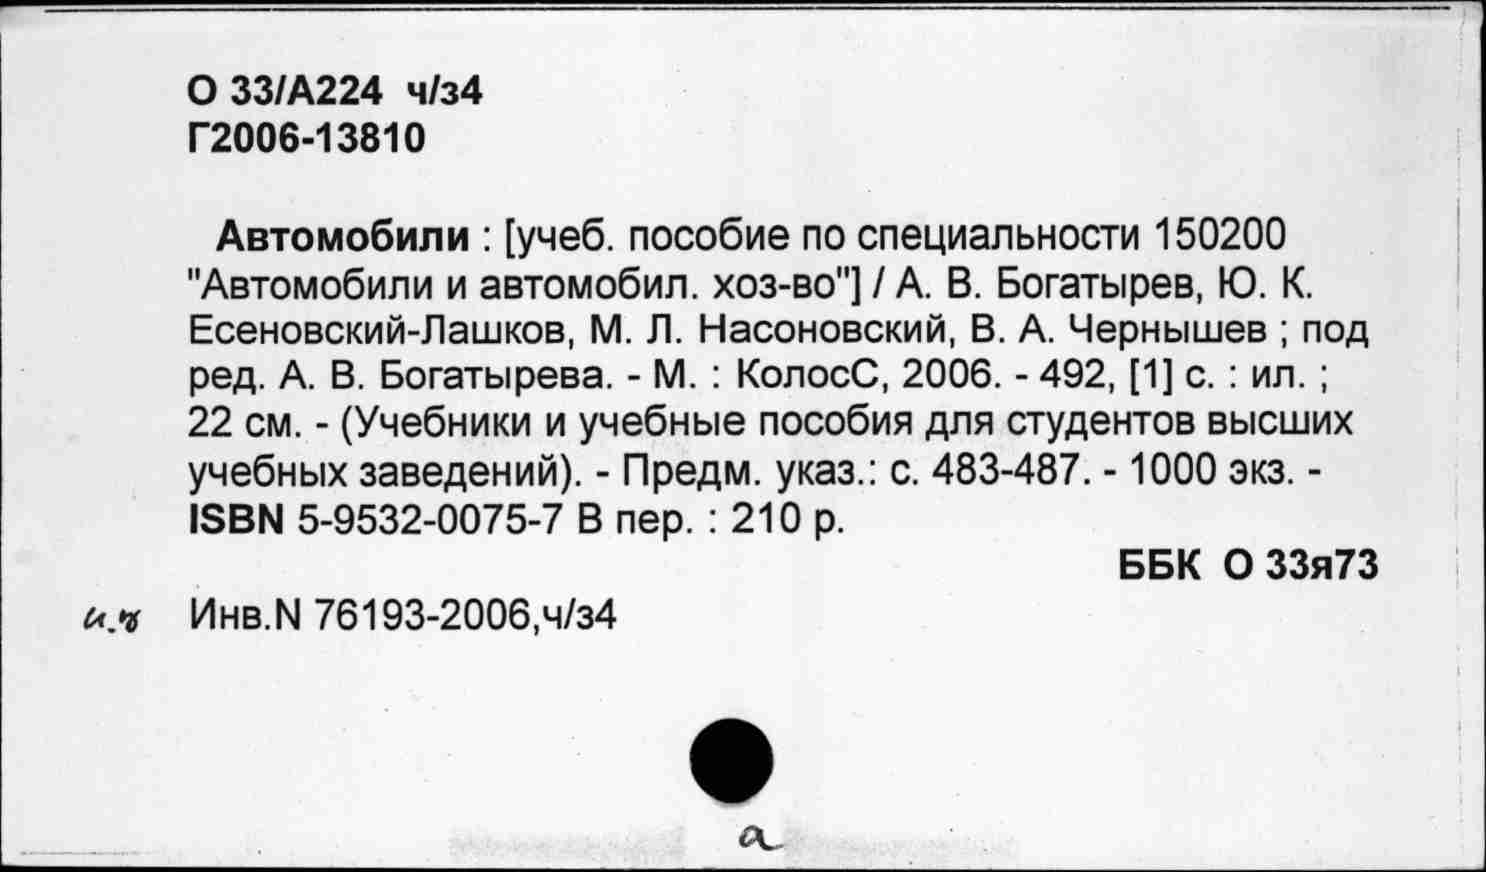 О 33/А224 ч/з4
Г2006-13810
Автомобили : [учеб. пособие по специальности 150200
"Автомобили и автомобил. хоз-во"] / А. В. Богатырев, Ю. К.
Есеновский-Лашков, М. Л. Насоновский, В. А. Чернышев ; под
ред. А. В. Богатырева. - М. : КолосС, 2006. - 492, [1] с. : ил. ;
22 см. - (Учебники и учебные пособия для студентов высших
учебных заведений). - Предм. указ.: с. 483-487. - 1000 экз. -
ISBN 5-9532-0075-7 В пер. : 210 р.
ББК О 33я73
Инв.N 76193-2006,ч/з4
а